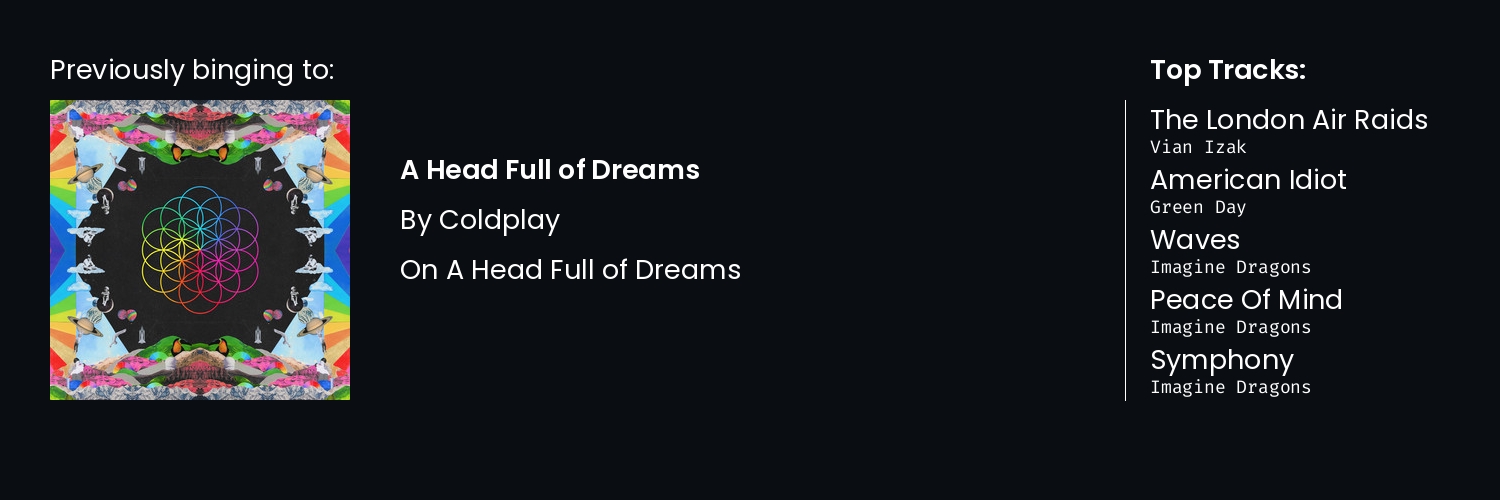 Previously binging to:
A Head Full of Dreams
By Coldplay
On A Head Full of Dreams
Top Tracks:
The London Air Raids
Vian Izak
American Idiot
Green Day
Waves
Imagine Dragons
Peace Of Mind
Imagine Dragons
Symphony
Imagine Dragons